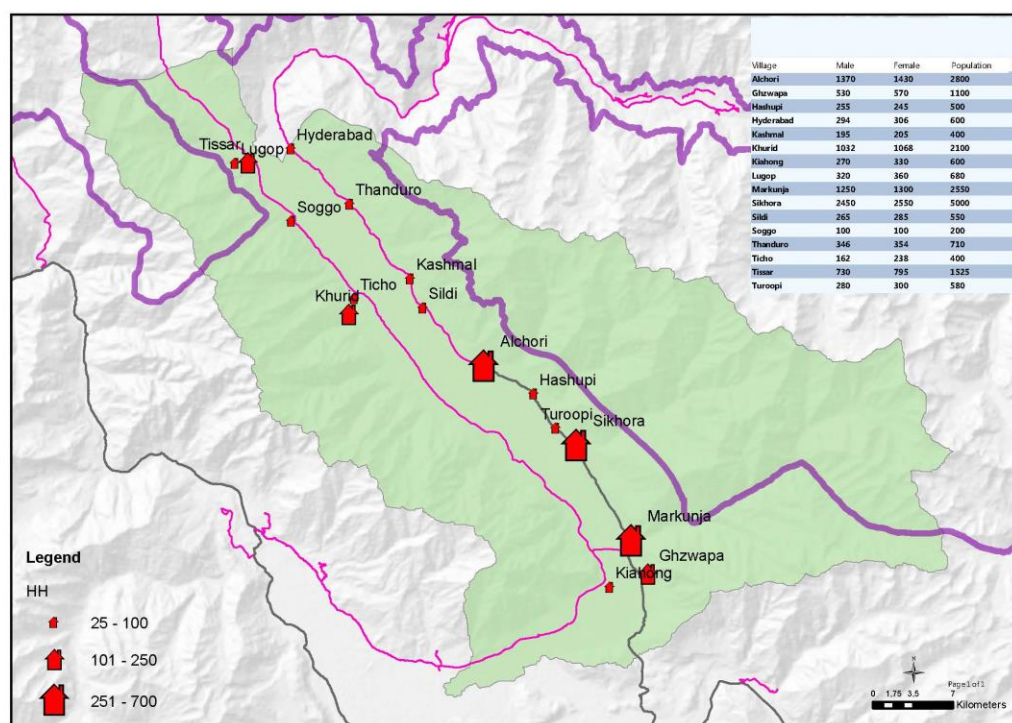 Village Male Female Population
Alchori 1370 1430 2800
Ghzwapa 530 570 1100
Hashupi 255 245 500
Hyderabad 294 306 600
Kashmal 195 205 400
Khurid 1032 1068 2100
Kiahong 270 330 600
Lugop 320 360 680
Markunja 1250 1300 2550
Sikhora 2450 2550 5000
Sildi 265 285 550
Soggo 100 100 200
Thanduro 346 354 710
Ticho 162 238 400
Tissar 730 795 1525
Turoopi 280 300 580
Hyderabad
Tissar Lugop
Thanduro
Soggo
Kashmal
Ticho
Khurid
Sildi
Alchori
Hashupi
Turoopi
Sikhora
Markunja
Ghzwapa
Kiahong
Legend
HH
25 - 100
101 - 250
251 - 700
Page1 of1
0 1.75 3.5 7
Kilometers